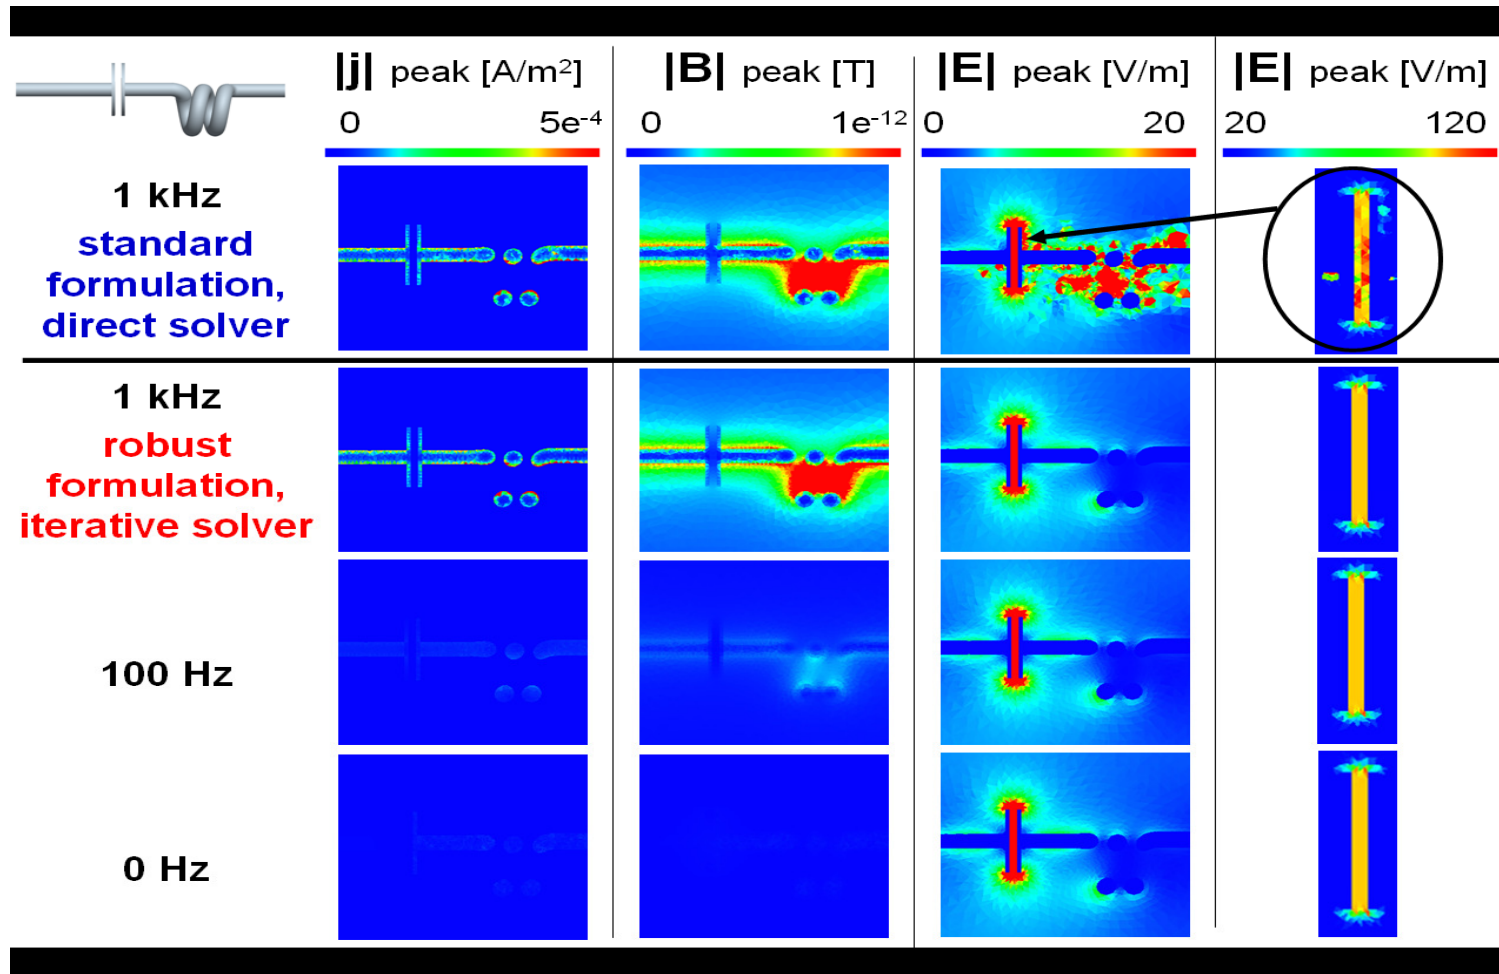 |j| peak [A/m²]
|B| peak [T]
|E| peak [V/m]
|E| peak [V/m]
0 5e⁻⁴
0 1e⁻¹²
0 20
20 120
1 kHz
standard
formulation,
direct solver
1 kHz
robust
formulation,
iterative solver
100 Hz
0 Hz